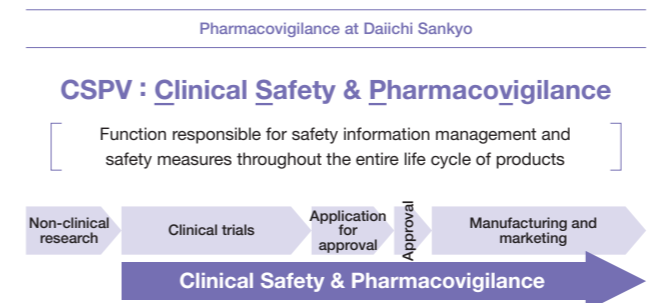 Pharmacovigilance at Daiichi Sankyo
CSPV : Clinical Safety & Pharmacovigilance
Function responsible for safety information management and
safety measures throughout the entire life cycle of products
Non-clinical
research
Clinical trials
Application
for
approval
Approval
Manufacturing and
marketing
Clinical Safety & Pharmacovigilance